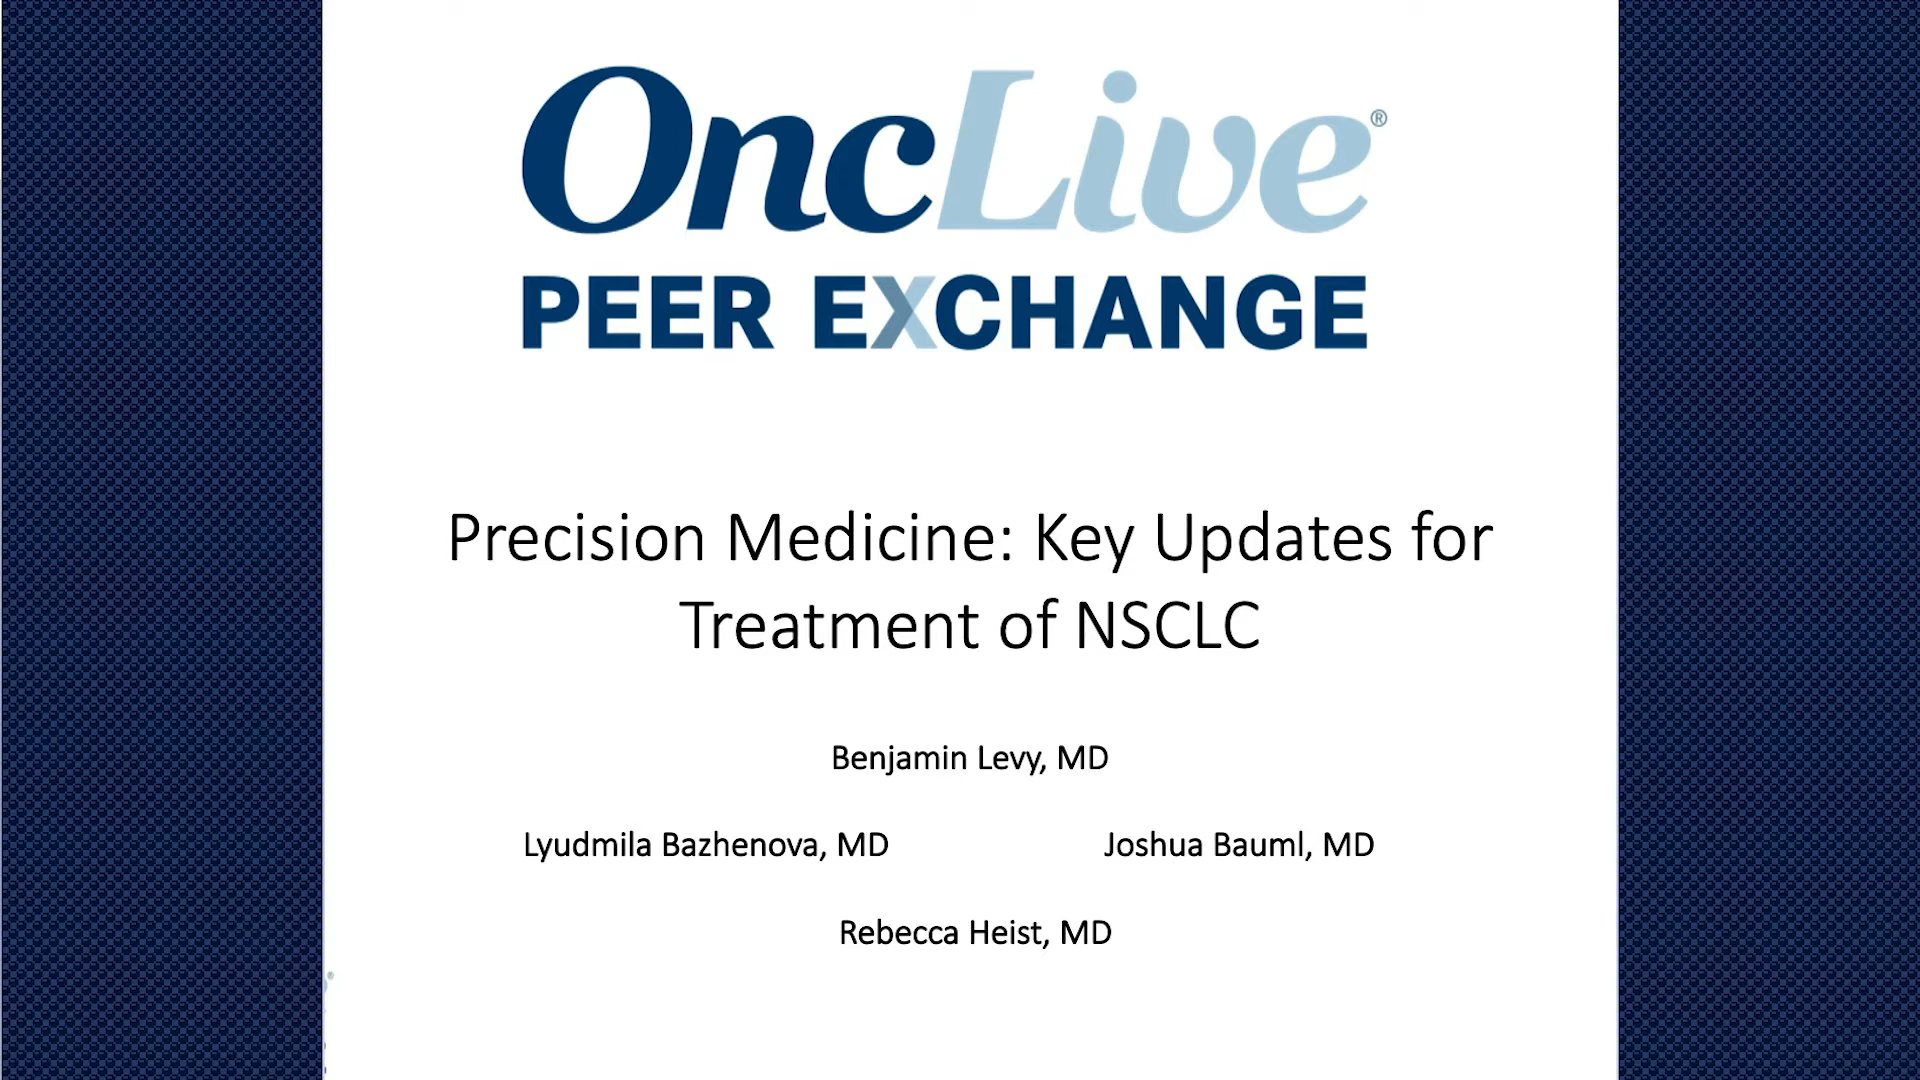 OncLive®
PEER EXCHANGE
Precision Medicine: Key Updates for
Treatment of NSCLC
Benjamin Levy, MD
Lyudmila Bazhenova, MD
Joshua Bauml, MD
Rebecca Heist, MD